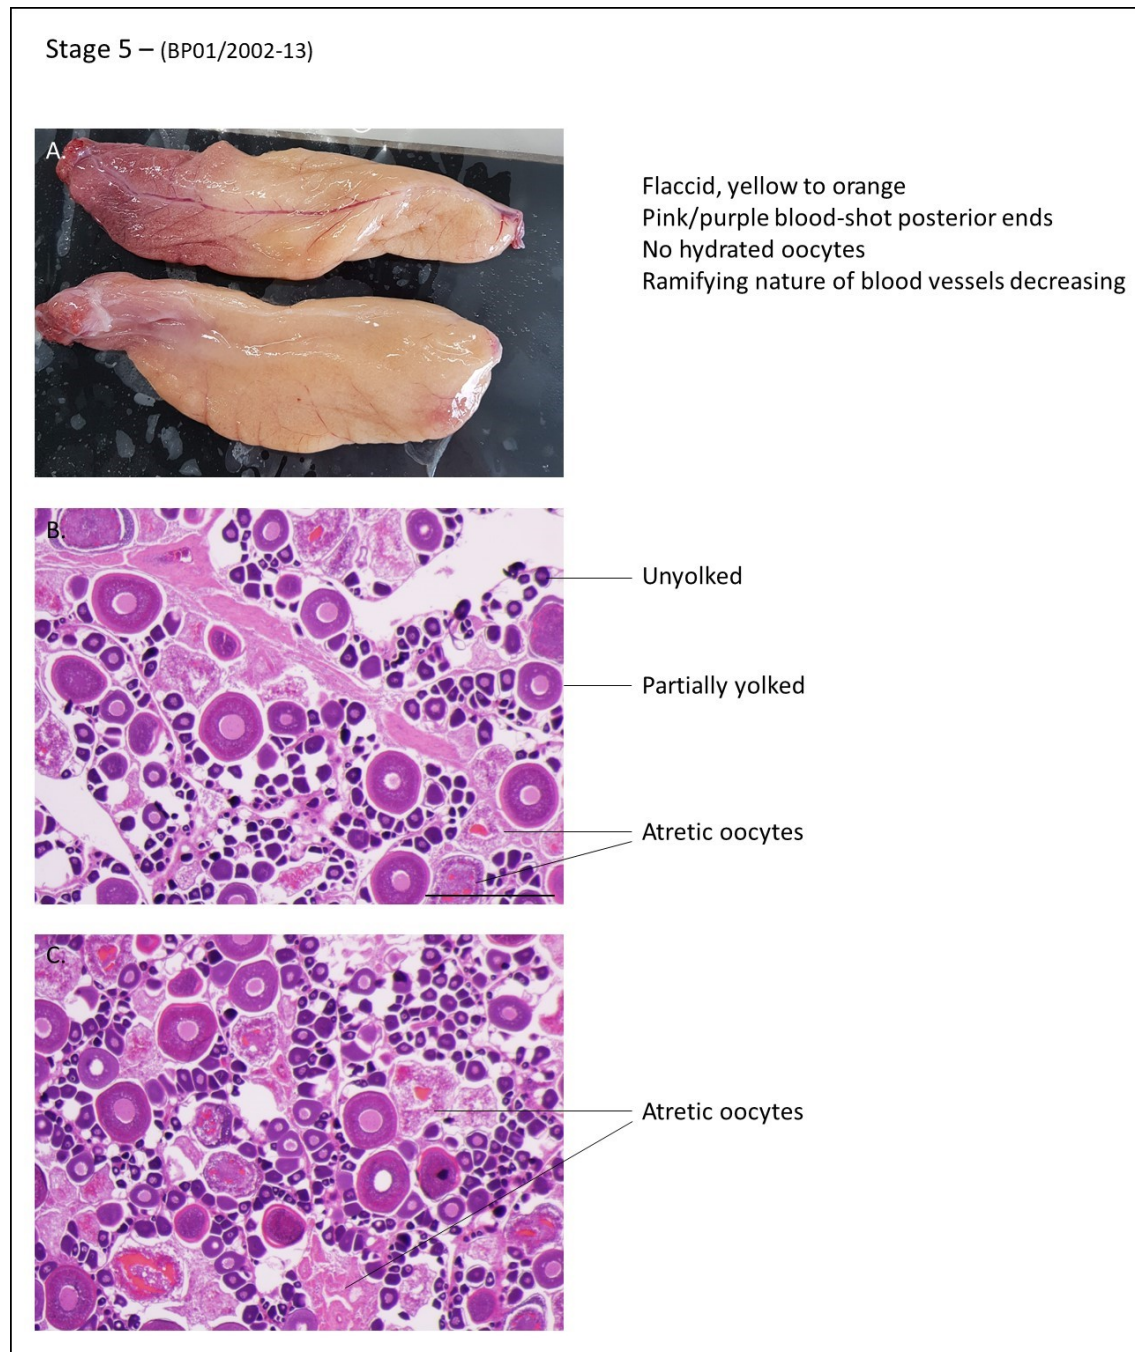 Stage 5 – (BP01/2002-13)
A.
Flaccid, yellow to orange
Pink/purple blood-shot posterior ends
No hydrated oocytes
Ramifying nature of blood vessels decreasing
B.
Unyolked
Partially yolked
Atretic oocytes
C.
Atretic oocytes